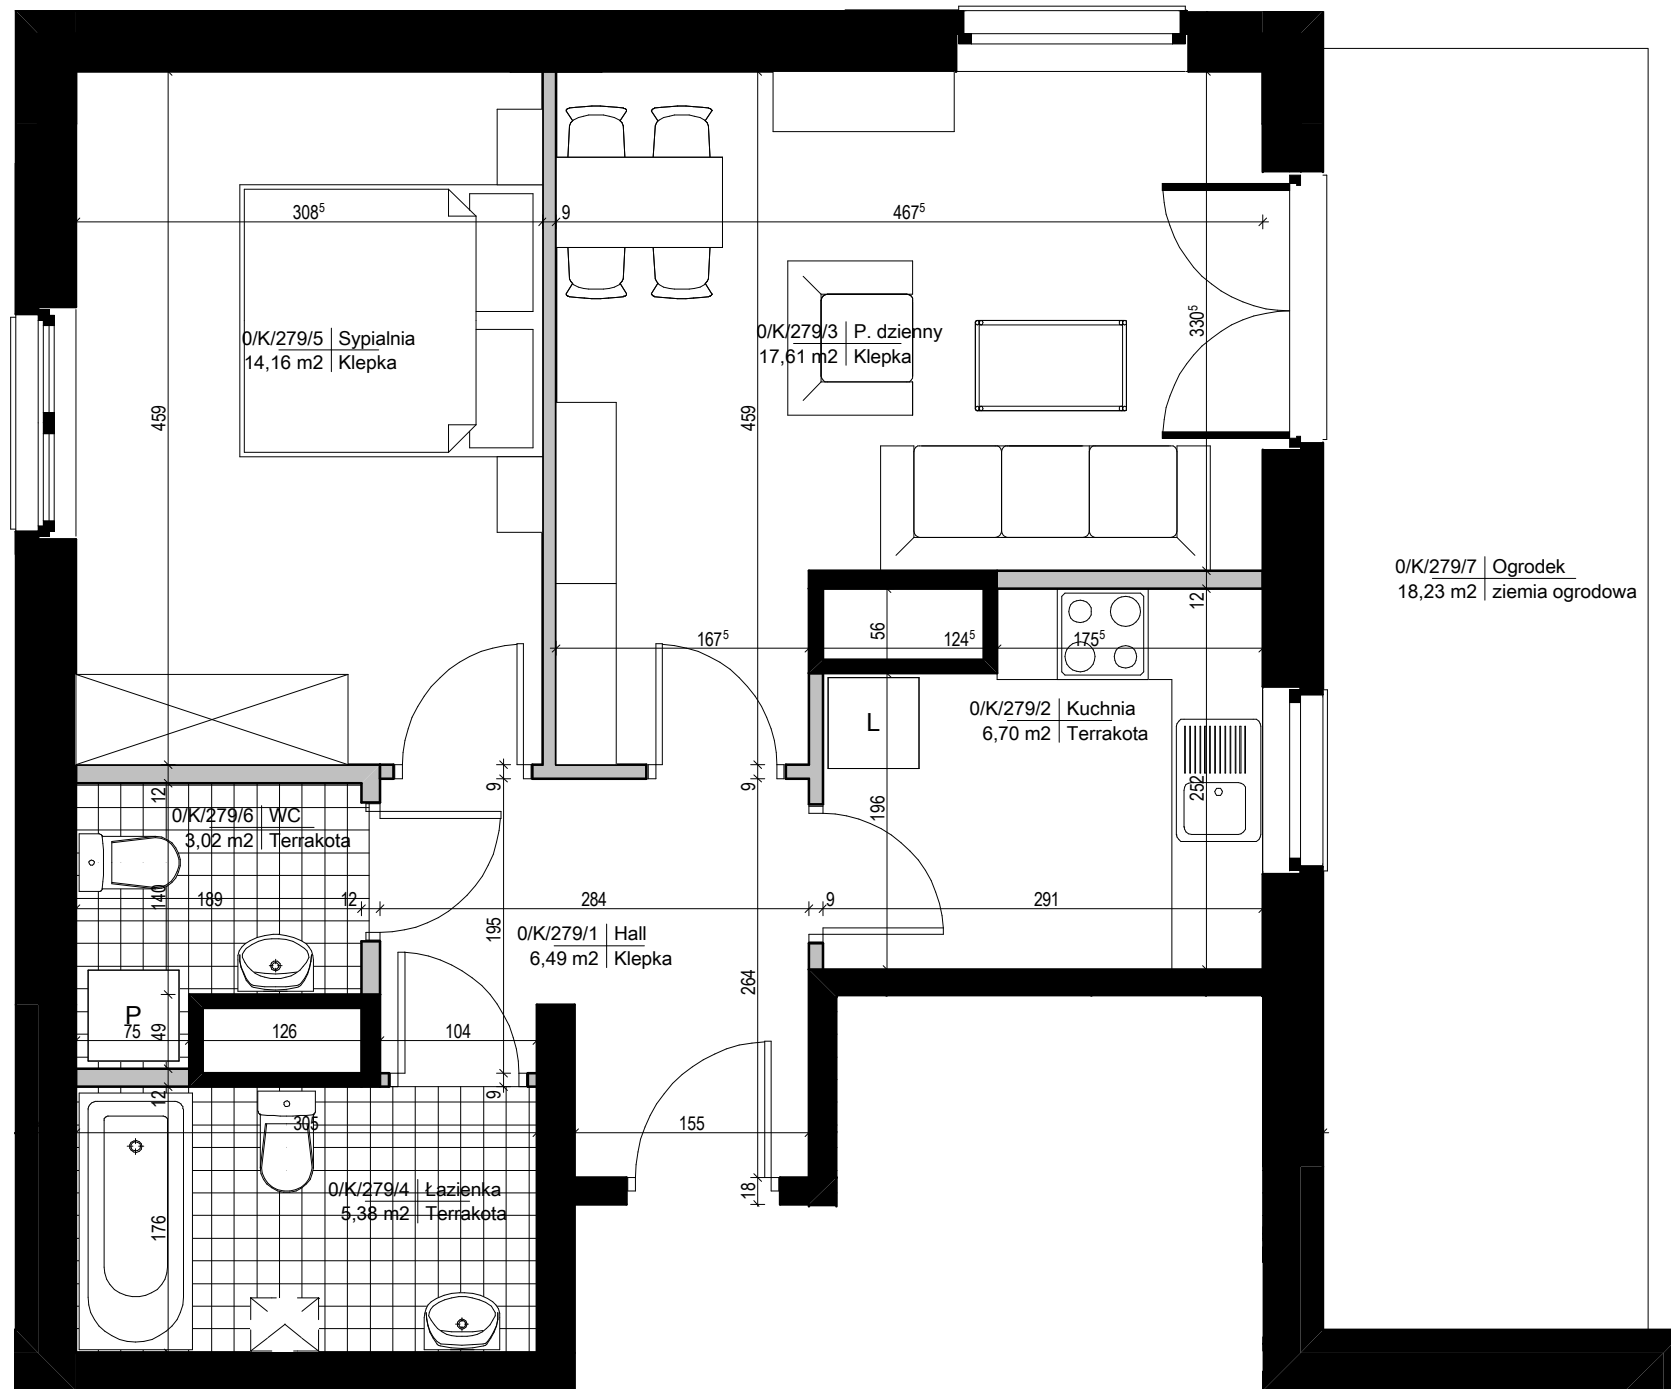 308⁵
9
467⁵
0/K/279/5 Sypialnia
14,16 m2 Klepka
0/K/279/3 P. dzienny
17,61 m2 Klepka
330⁵
459
459
0/K/279/7 Ogrodek
18,23 m2 ziemia ogrodowa
12
56
167⁵
124⁵
175⁵
L
0/K/279/2 Kuchnia
6,70 m2 Terrakota
12
9
9
252
196
0/K/279/6 WC
3,02 m2 Terrakota
140
189
12
284
9
291
195
0/K/279/1 Hall
6,49 m2 Klepka
264
P
75
49
126
104
12
9
305
155
18
0/K/279/4 Łazienka
5,38 m2 Terrakota
176